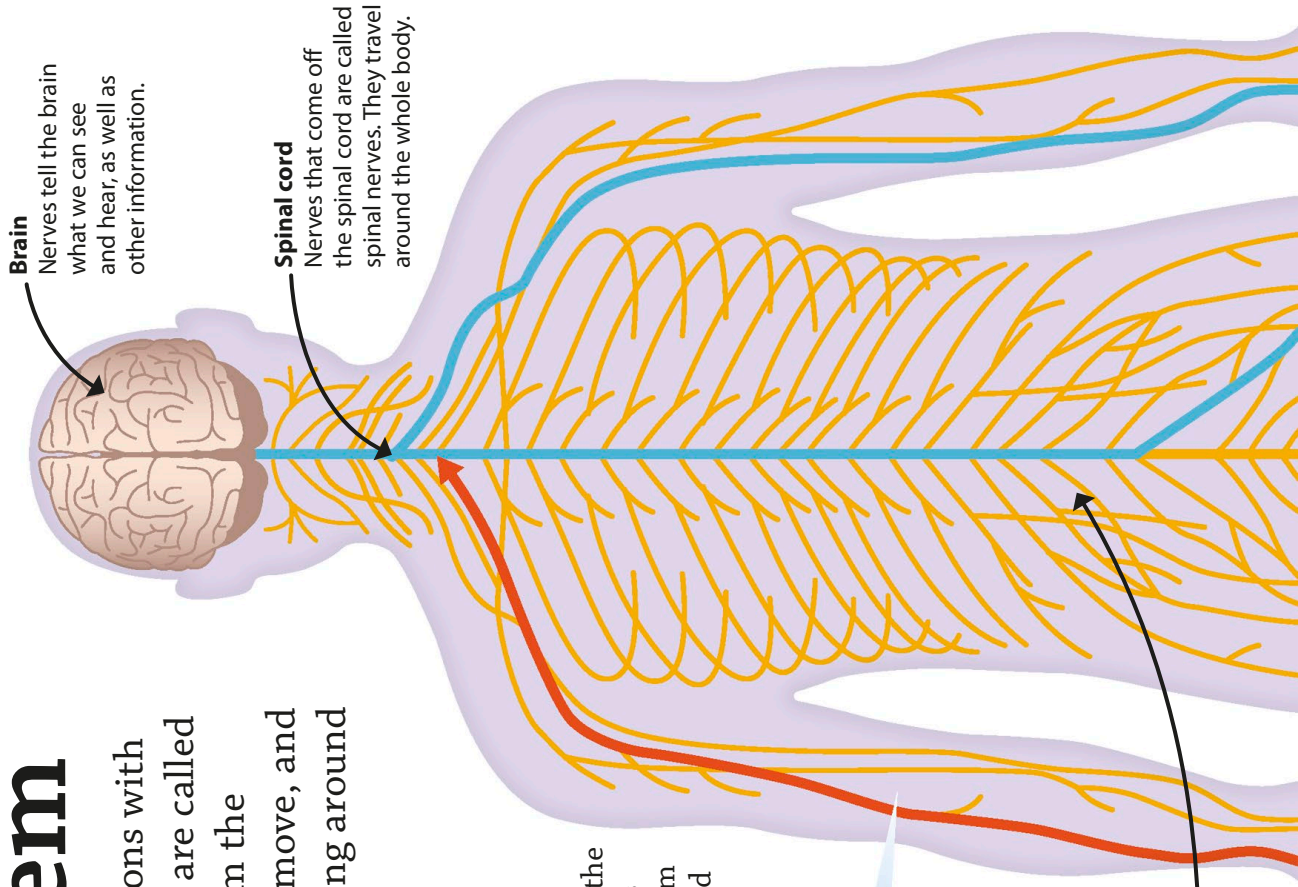 em
ons with
are called
m the
move, and
ng around
Brain
Nerves tell the brain
what we can see
and hear, as well as
other information.
Spinal cord
Nerves that come off
the spinal cord are called
spinal nerves. They travel
around the whole body.
the
m
d